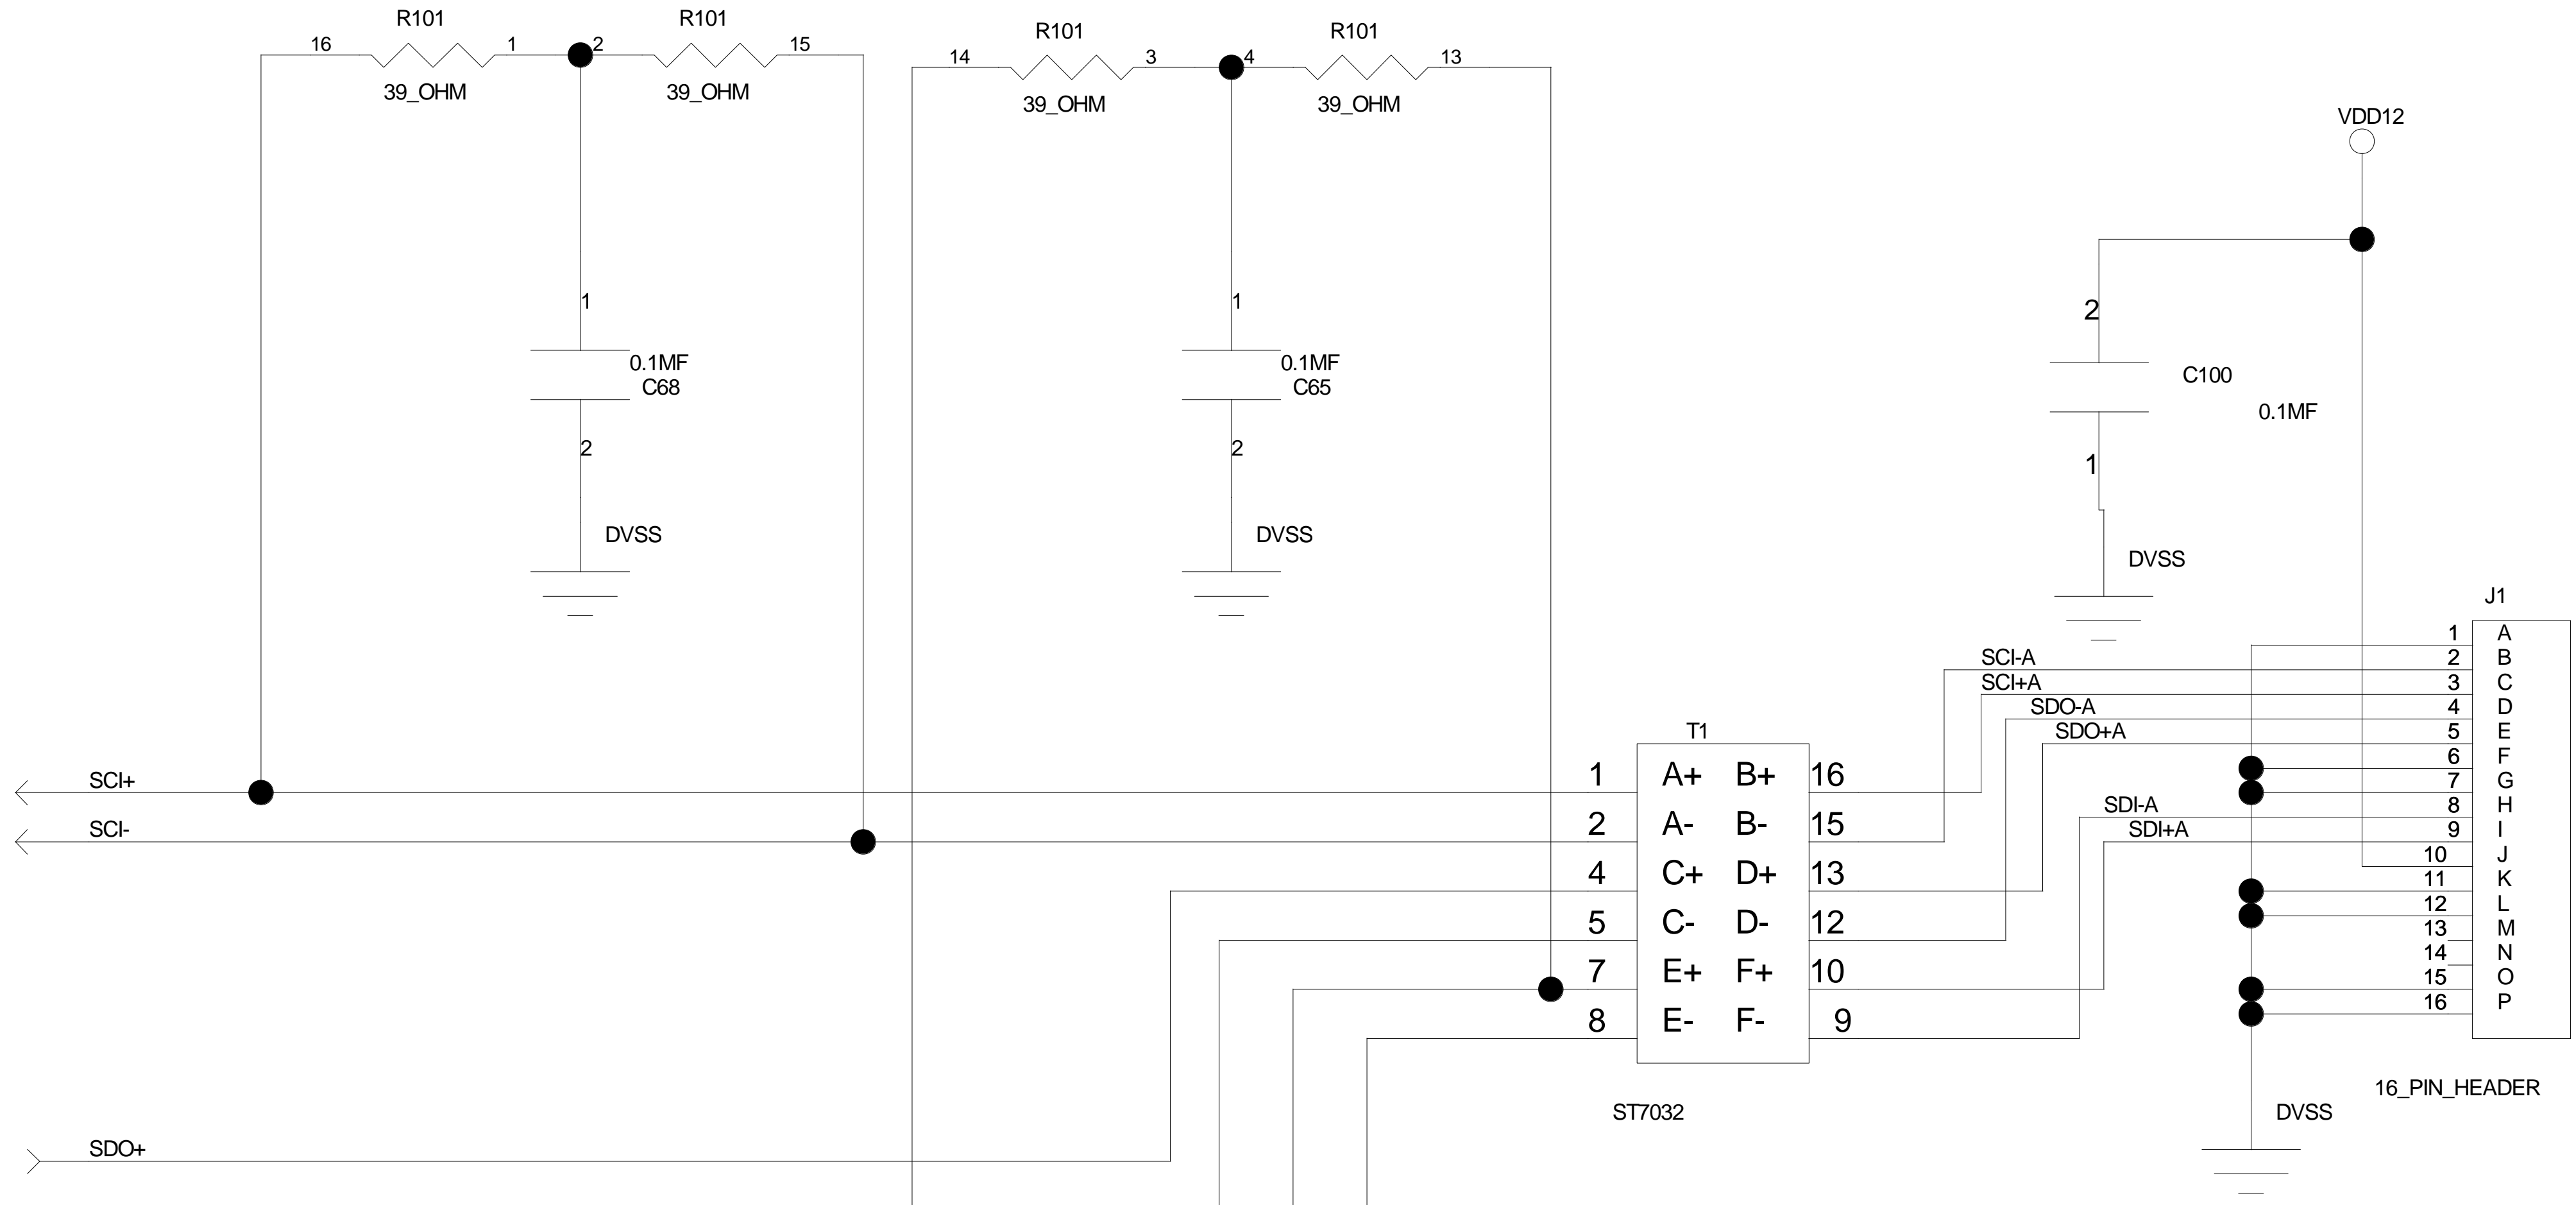 R101
R101
16
1
2
15
39_OHM
39_OHM
R101
R101
14
3
4
13
39_OHM
39_OHM
VDD12
1
0.1MF
C68
2
DVSS
1
0.1MF
C65
2
DVSS
2
C100
0.1MF
1
DVSS
J1
1 A
SCI-A
2 B
SCI+A
3 C
SDO-A
4 D
SDO+A
5 E
6 F
7 G
SDI-A
8 H
SDI+A
9 I
10 J
11 K
12 L
13 M
14 N
15 O
16 P
16_PIN_HEADER
DVSS
T1
1 A+ B+ 16
2 A- B- 15
4 C+ D+ 13
5 C- D- 12
7 E+ F+ 10
8 E- F- 9
ST7032
SCI+
SCI-
SDO+